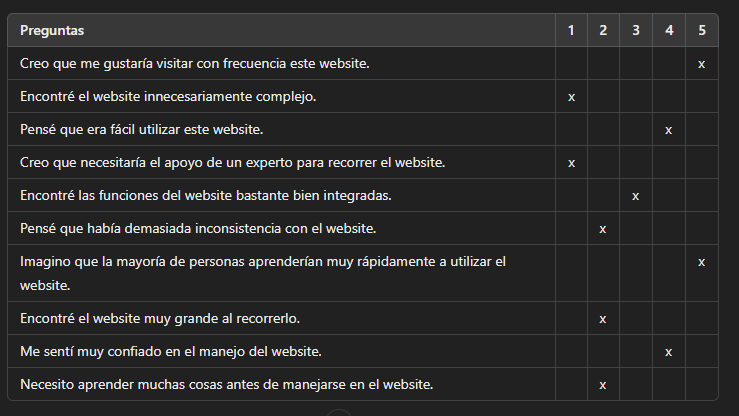 Preguntas 1 2 3 4 5
Creo que me gustaría visitar con frecuencia este website. x
Encontré el website innecesariamente complejo. x
Pensé que era fácil utilizar este website. x
Creo que necesitaría el apoyo de un experto para recorrer el website. x
Encontré las funciones del website bastante bien integradas. x
Pensé que había demasiada inconsistencia con el website. x
Imagino que la mayoría de personas aprenderían muy rápidamente a utilizar el x
website.
Encontré el website muy grande al recorrerlo. x
Me sentí muy confiado en el manejo del website. x
Necesito aprender muchas cosas antes de manejarse en el website. x